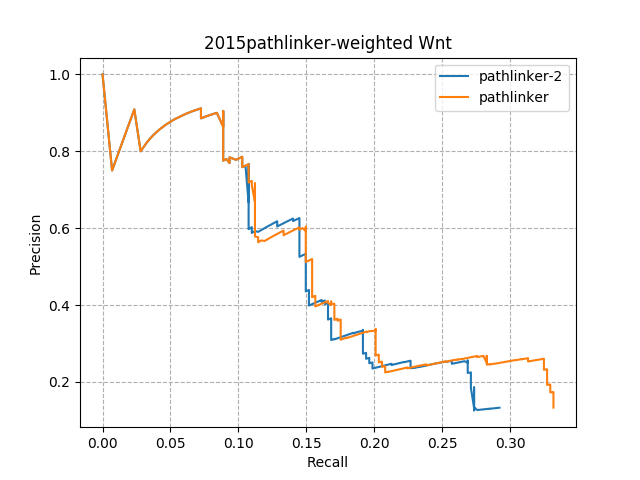 2015pathlinker-weighted Wnt
pathlinker-2
pathlinker
Precision
1.0
0.8
0.6
0.4
0.2
0.00 0.05 0.10 0.15 0.20 0.25 0.30
Recall